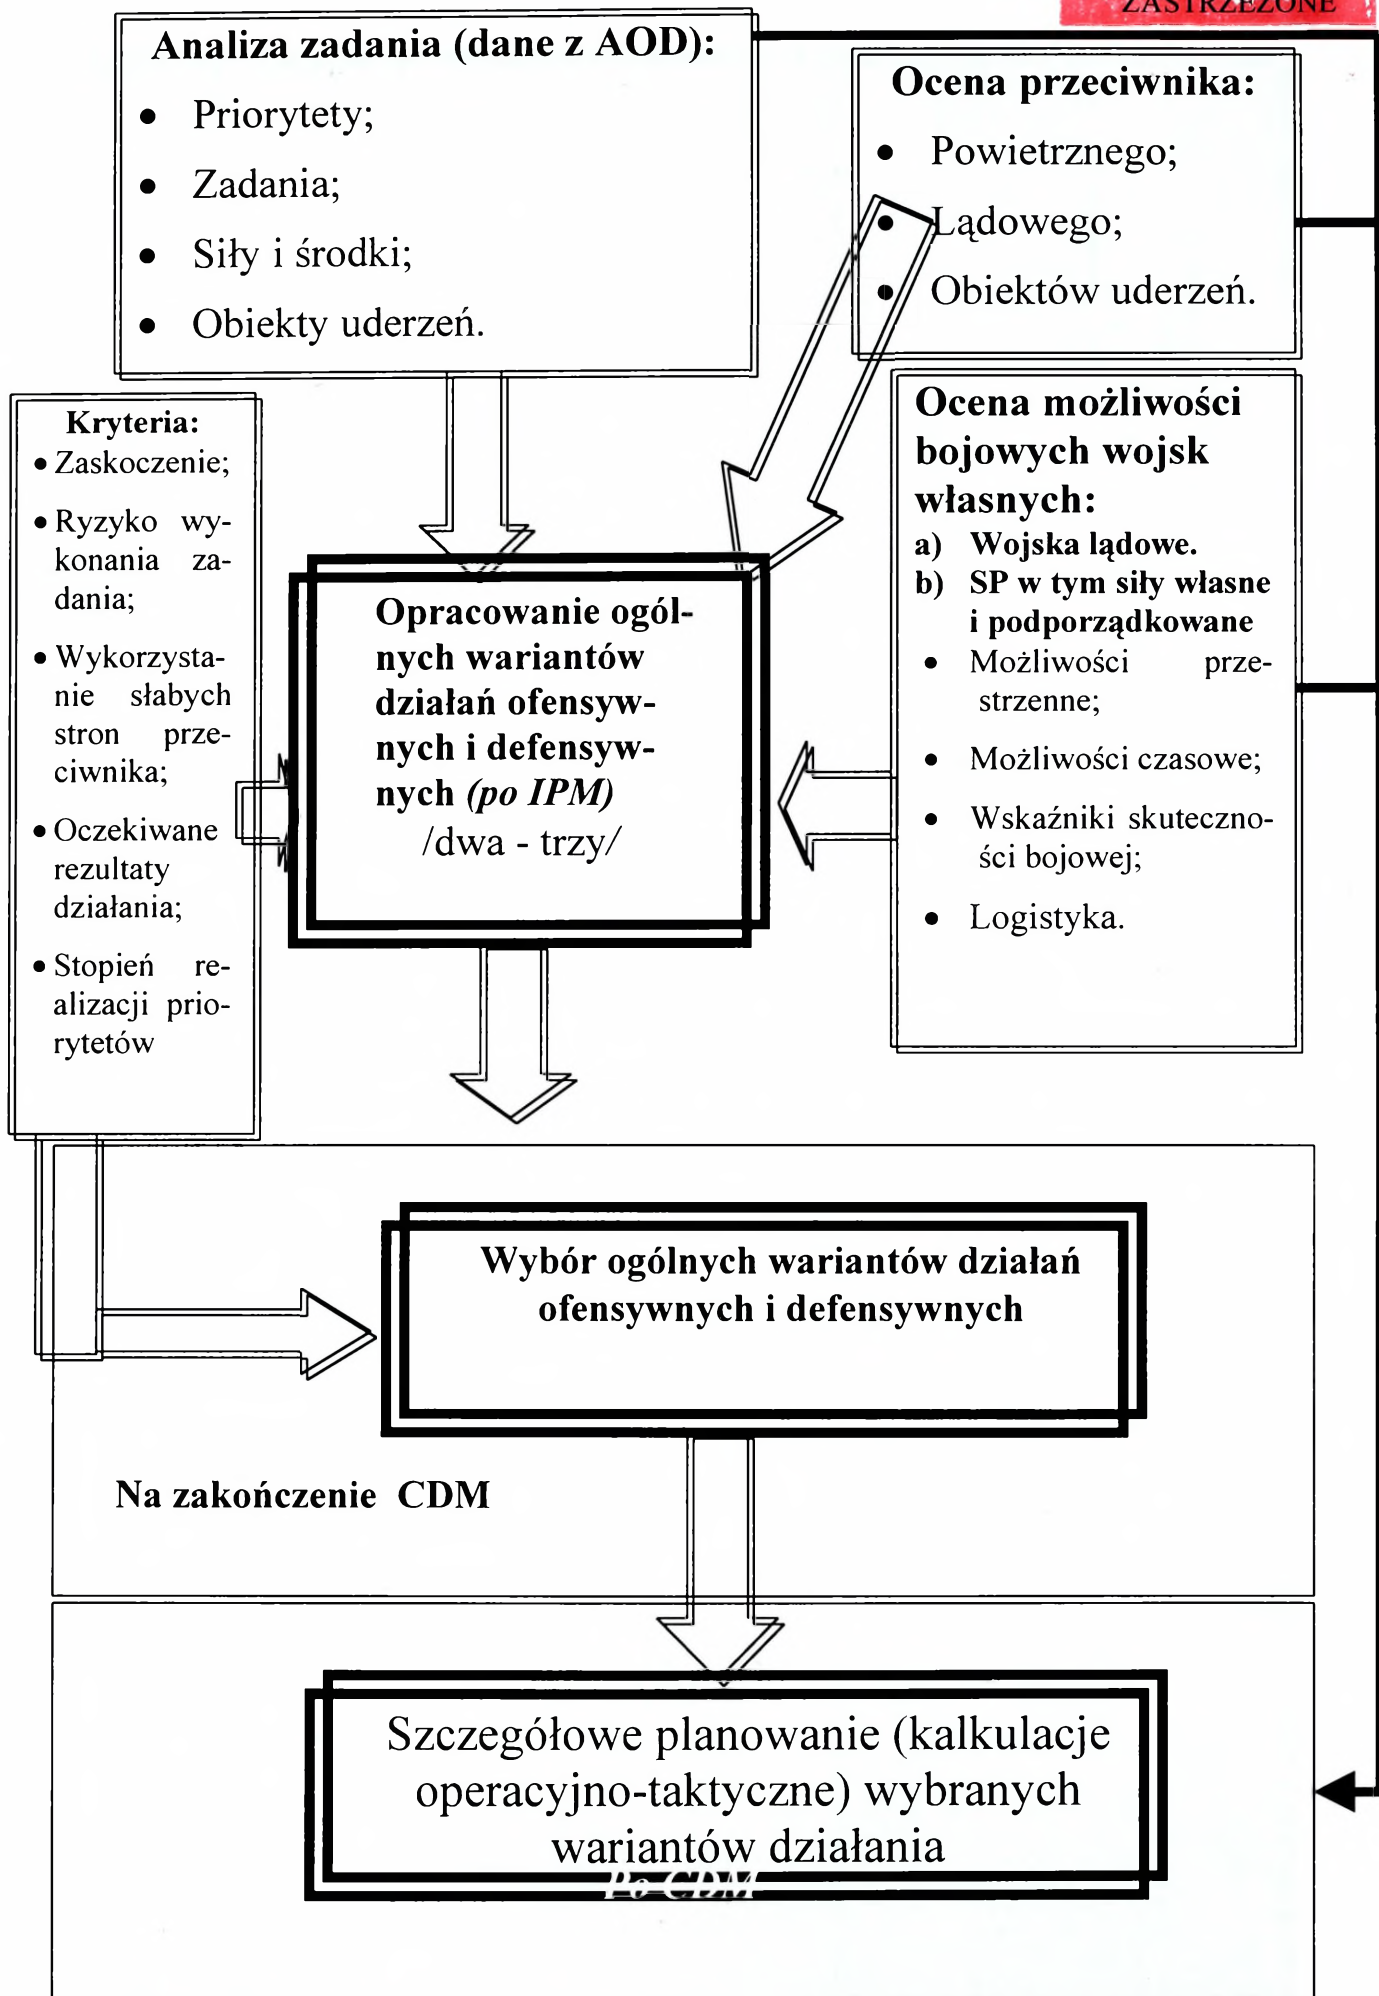 ZASTRZEŻONE
Analiza zadania (dane z AOD):
• Priorytety;
• Zadania;
• Siły i środki;
• Obiekty uderzeń.
Ocena przeciwnika:
• Powietrznego;
• Lądowego;
• Obiektów uderzeń.
Kryteria:
• Zaskoczenie;
• Ryzyko wy-
konania za-
dania;
• Wykorzysta-
nie słabych
stron prze-
ciwnika;
• Oczekiwane
rezultaty
działania;
• Stopień re-
alizacji prio-
rytetów
Opracowanie ogól-
nych wariantów
działań ofensyw-
nych i defensyw-
nych (po IPM)
/dwa - trzy/
Ocena możliwości
bojowych wojsk
własnych:
a) Wojska lądowe.
b) SP w tym siły własne
i podporządkowane
• Możliwości prze-
strzenne;
• Możliwości czasowe;
• Wskaźniki skuteczno-
ści bojowej;
• Logistyka.
Wybór ogólnych wariantów działań
ofensywnych i defensywnych
Na zakończenie CDM
Szczegółowe planowanie (kalkulacje
operacyjno-taktyczne) wybranych
wariantów działania
Po CDM